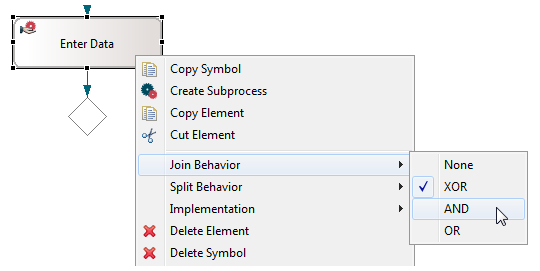 Enter Data
Copy Symbol
Create Subprocess
Copy Element
Cut Element
Join Behavior
Split Behavior
Implementation
Delete Element
Delete Symbol
None
XOR
AND
OR